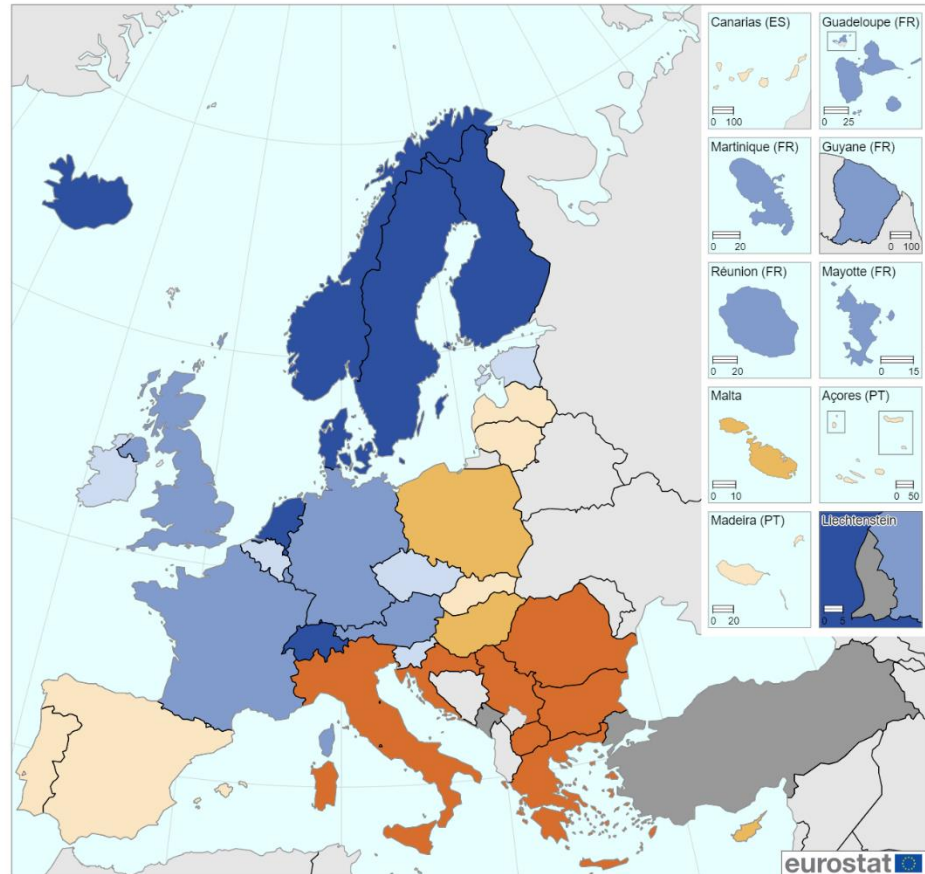 Canarias (ES)
0 100
Guadeloupe (FR)
0 25
Martinique (FR)
0 20
Guyane (FR)
0 100
Réunion (FR)
0 20
Mayotte (FR)
0 15
Malta
0 10
Açores (PT)
0 50
Madeira (PT)
0 20
Liechtenstein
0 5
eurostat